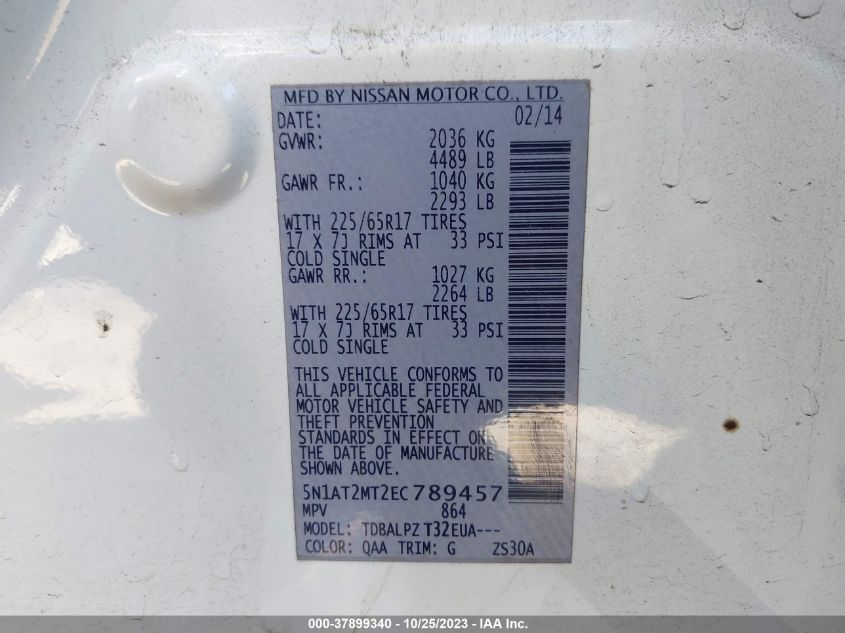 MFD BY NISSAN MOTOR CO., LTD.
DATE: 02/14
GVWR: 2036 KG
4489 LB
GAWR FR.: 1040 KG
2293 LB
WITH 225/65R17 TIRES
17 X 7J RIMS AT 33 PSI
COLD SINGLE
GAWR RR.: 1027 KG
2264 LB
WITH 225/65R17 TIRES
17 X 7J RIMS AT 33 PSI
COLD SINGLE
THIS VEHICLE CONFORMS TO
ALL APPLICABLE FEDERAL
MOTOR VEHICLE SAFETY AND
THEFT PREVENTION
STANDARDS IN EFFECT ON
THE DATE OF MANUFACTURE
SHOWN ABOVE.
5N1AT2MT2EC789457
MPV 864
MODEL: TDBALPZ T32EUA---
COLOR: QAA TRIM: G ZS30A
000-37899340 / 10/25/2023 - IAA Inc.